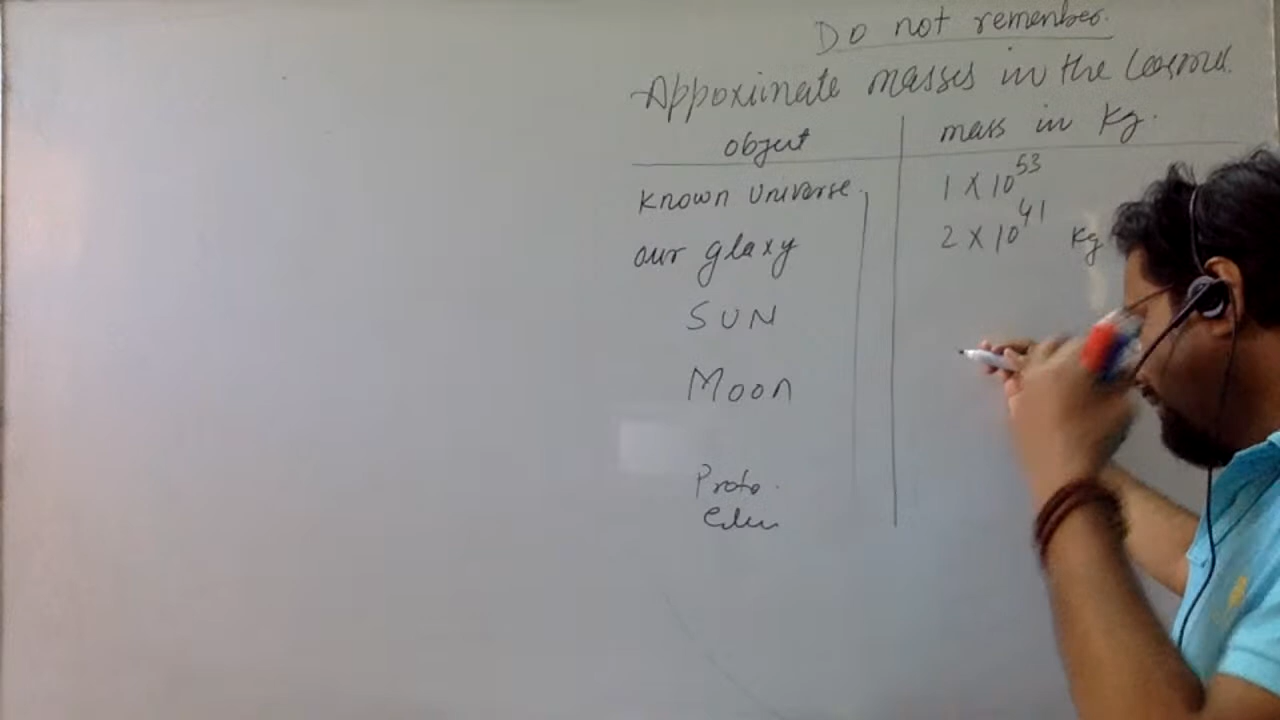 Do not remember.
Appoximate masses in the Cosmos.
object mass in Kg.
Known Universe. 1 X 10^53
our glaxy 2 X 10^41 Kg
SUN
Moon
Proto.